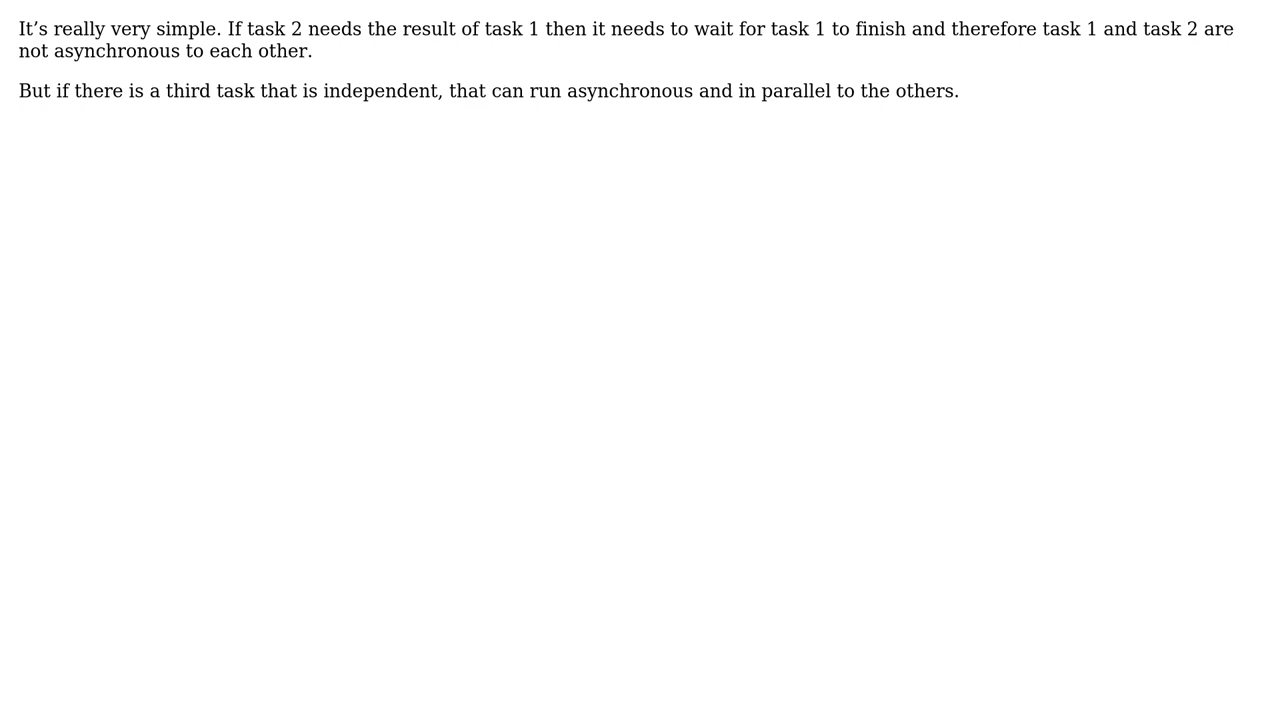 It’s really very simple. If task 2 needs the result of task 1 then it needs to wait for task 1 to finish and therefore task 1 and task 2 are
not asynchronous to each other.
But if there is a third task that is independent, that can run asynchronous and in parallel to the others.